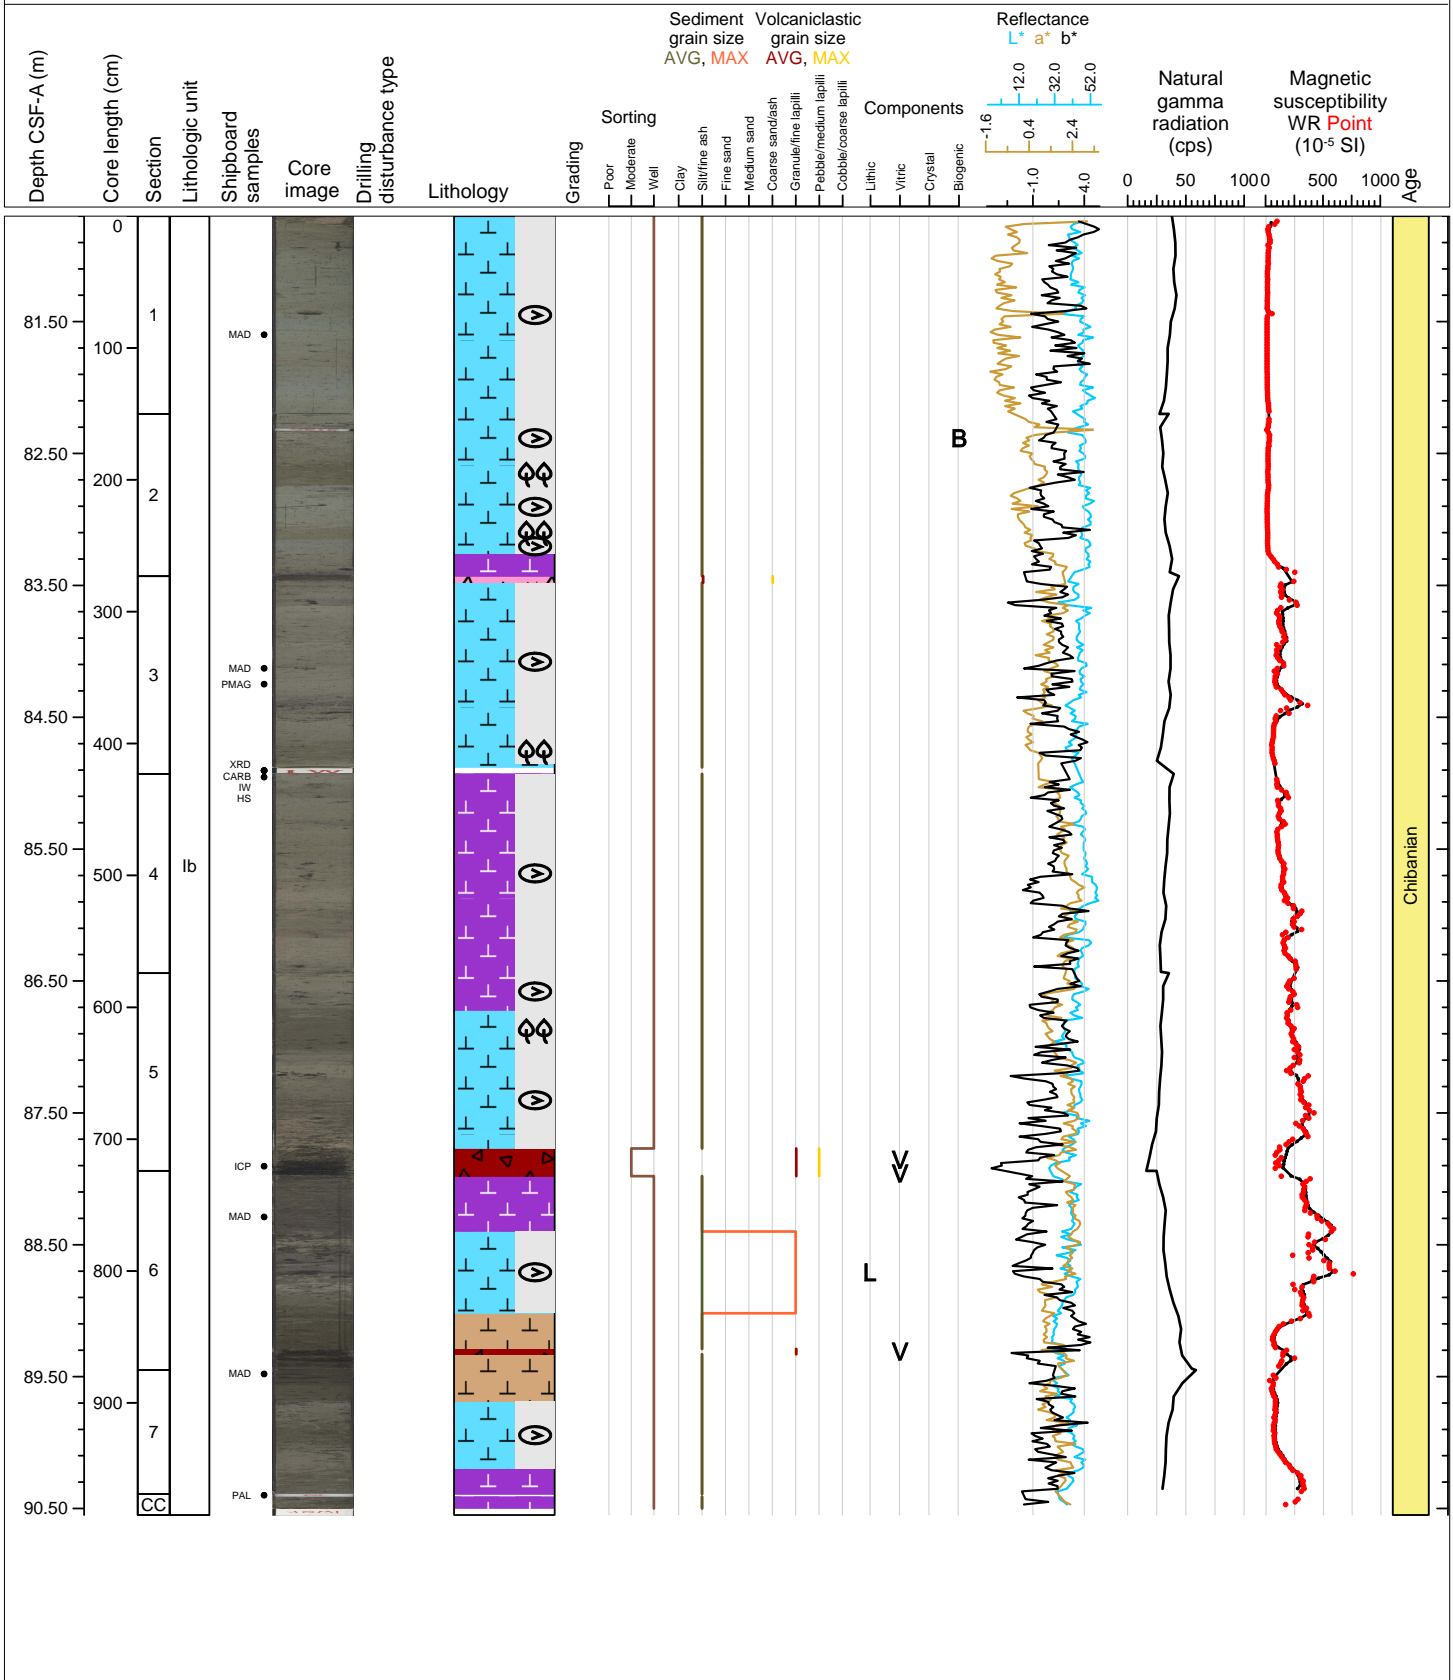 Depth CSF-A (m)
Core length (cm)
Section
Lithologic unit
Shipboard
samples
Core
image
Drilling
disturbance type
Lithology
Grading
Sorting
Poor
Moderate
Well
Sediment
grain size
AVG, MAX
Volcaniclastic
grain size
AVG, MAX
Clay
Silt/fine ash
Fine sand
Medium sand
Coarse sand/ash
Granule/fine lapilli
Pebble/medium lapilli
Cobble/coarse lapilli
Components
Lithic
Vitric
Crystal
Biogenic
Reflectance
L* a* b*
12.0 32.0 52.0
-1.6 0.4 2.4
-1.0 4.0
Natural
gamma
radiation
(cps)
0 50 100
Magnetic
susceptibility
WR Point
(10-5 SI)
0 500 1000
Age
0
1
81.50
MAD
100
B
82.50
200
2
83.50
300
MAD
3
PMAG
84.50
400
XRD
CARB
IW
HS
Ib
Chibanian
85.50
4
500
86.50
600
5
87.50
700
ICP
V
V
MAD
88.50
6
800
L
V
MAD
89.50
900
7
PAL
CC
90.50